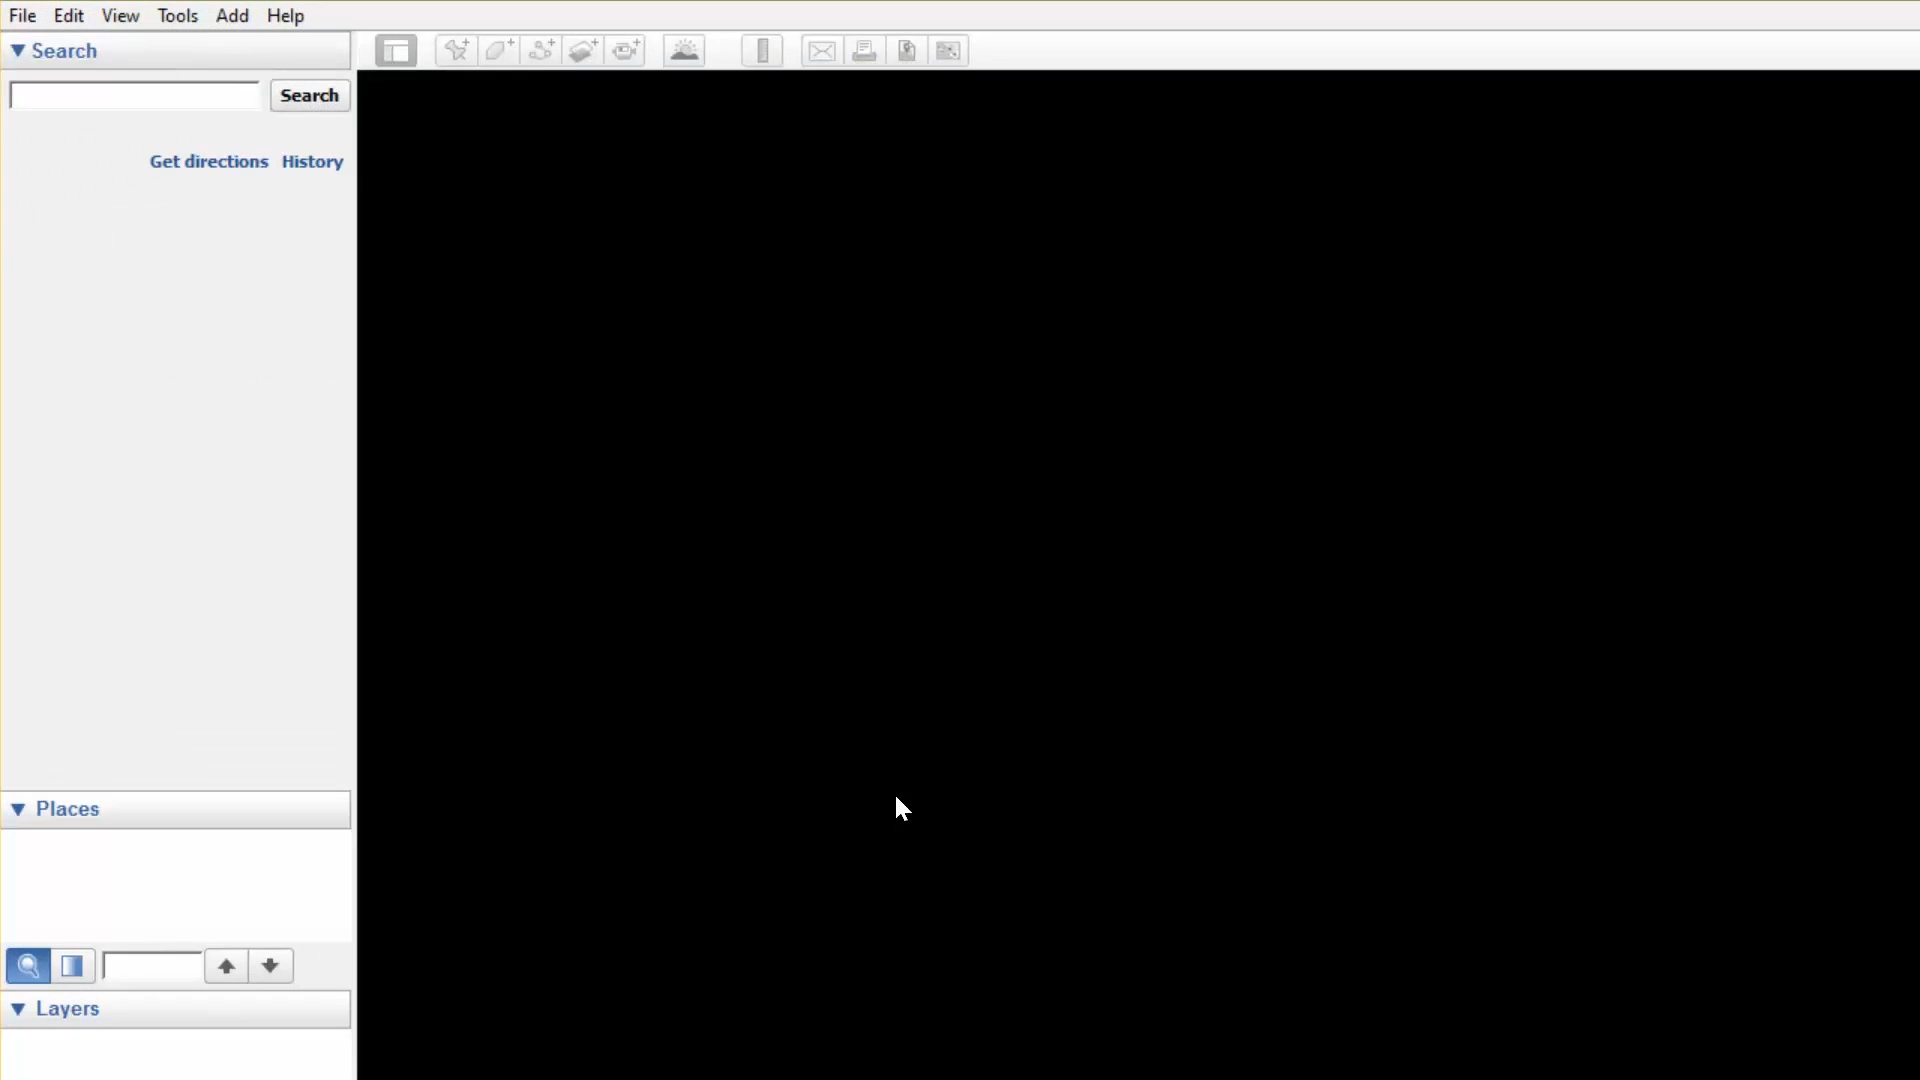 File Edit View Tools Add Help
Search
Search
Get directions History
Places
Layers